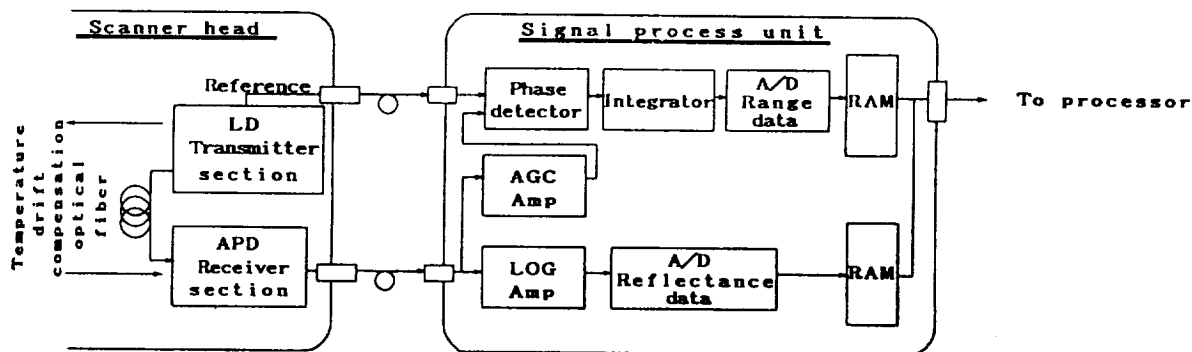 Scanner head
Signal process unit
Reference
LD
Transmitter
section
Temperature
drift
compensation
optical
fiber
APD
Receiver
section
Phase
detector
Integrator
A/D
Range
data
RAM
To processor
AGC
Amp
LOG
Amp
A/D
Reflectance
data
RAM